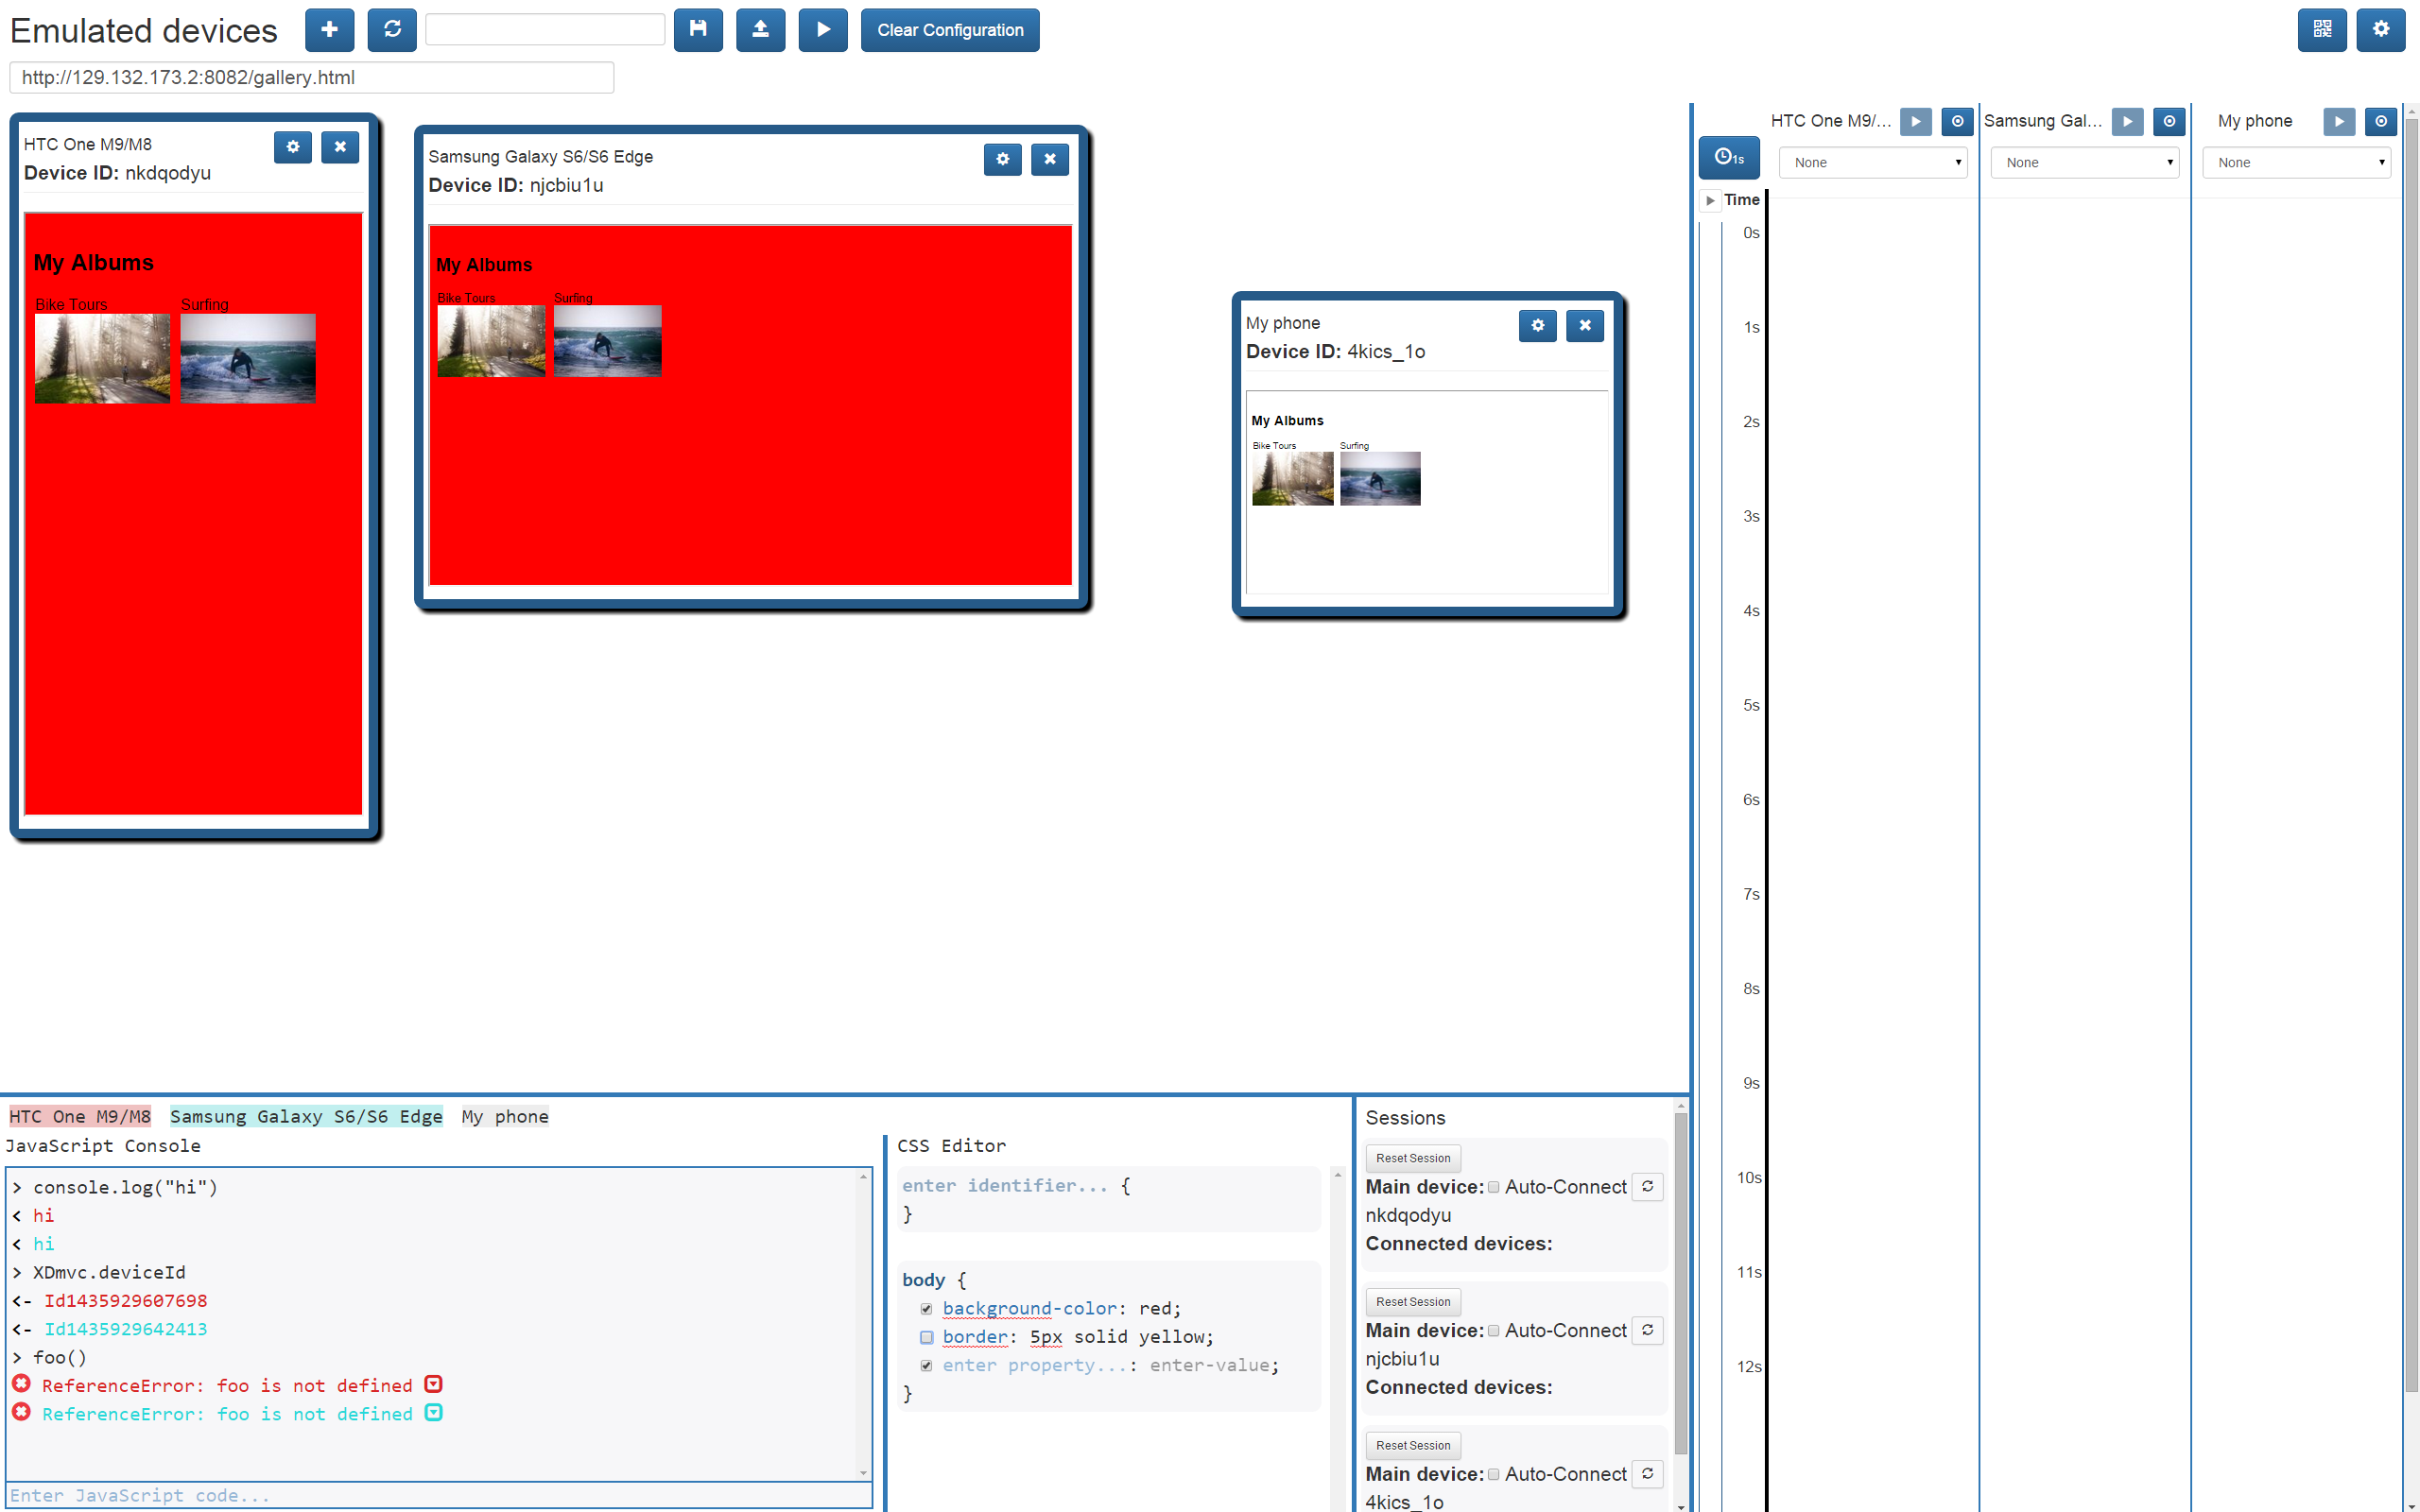 Emulated devices
Clear Configuration
http://129.132.173.2:8082/gallery.html
HTC One M9/M8
Device ID: nkdqodyu
My Albums
Bike Tours Surfing
Samsung Galaxy S6/S6 Edge
Device ID: njcbiu1u
My Albums
Bike Tours Surfing
My phone
Device ID: 4kics_1o
My Albums
Bike Tours Surfing
HTC One M9/... Samsung Gal... My phone
1s None None None
Time
0s
1s
2s
3s
4s
5s
6s
7s
8s
9s
10s
11s
12s
HTC One M9/M8 Samsung Galaxy S6/S6 Edge My phone
JavaScript Console
> console.log("hi")
< hi
< hi
> XDmvc.deviceId
<- Id1435929607698
<- Id1435929642413
> foo()
ReferenceError: foo is not defined
ReferenceError: foo is not defined
Enter JavaScript code...
CSS Editor
enter identifier... {
}
body {
background-color: red;
border: 5px solid yellow;
enter property...: enter-value;
}
Sessions
Reset Session
Main device: Auto-Connect
nkdqodyu
Connected devices:
Reset Session
Main device: Auto-Connect
njcbiu1u
Connected devices:
Reset Session
Main device: Auto-Connect
4kics_1o